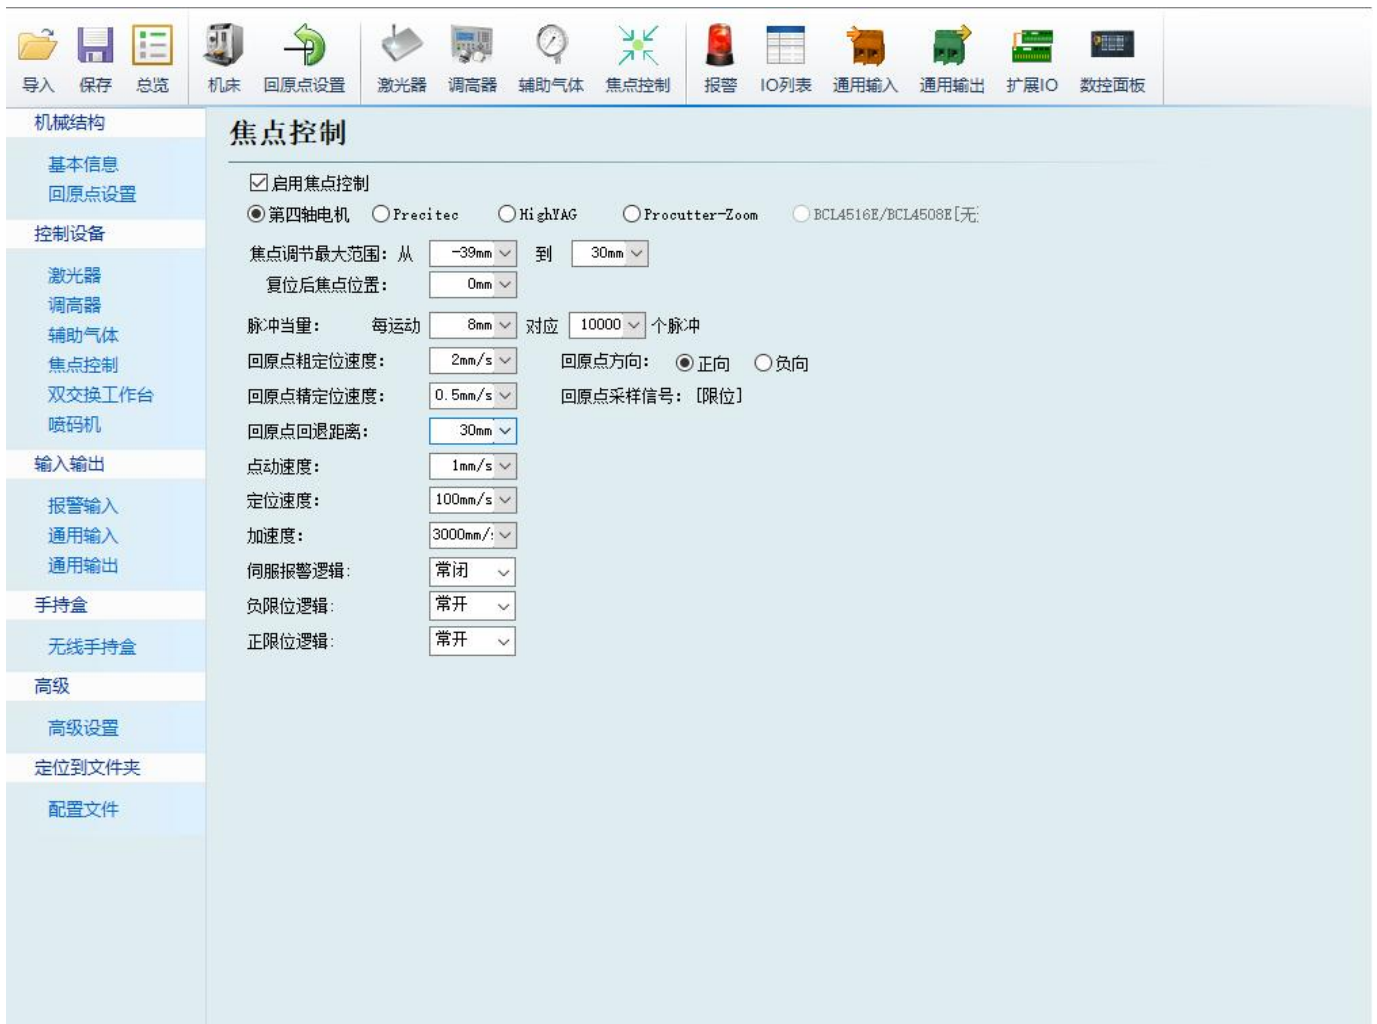 导入 保存 总览 机床 回原点设置 激光器 调高器 辅助气体 焦点控制 报警 IO列表 通用输入 通用输出 扩展IO 数控面板
机械结构
基本信息
回原点设置
控制设备
激光器
调高器
辅助气体
焦点控制
双交换工作台
喷码机
输入输出
报警输入
通用输入
通用输出
手持盒
无线手持盒
高级
高级设置
定位到文件夹
配置文件
焦点控制
启用焦点控制
第四轴电机 Precitec HighYAG Procutter-Zoom BCL4516E/BCL4508E[无
焦点调节最大范围: 从 -39mm 到 30mm
复位后焦点位置: 0mm
脉冲当量: 每运动 8mm 对应 10000 个脉冲
回原点粗定位速度: 2mm/s 回原点方向: 正向 负向
回原点精定位速度: 0.5mm/s 回原点采样信号: [限位]
回原点回退距离: 30mm
点动速度: 1mm/s
定位速度: 100mm/s
加速度: 3000mm/
伺服报警逻辑: 常闭
负限位逻辑: 常开
正限位逻辑: 常开